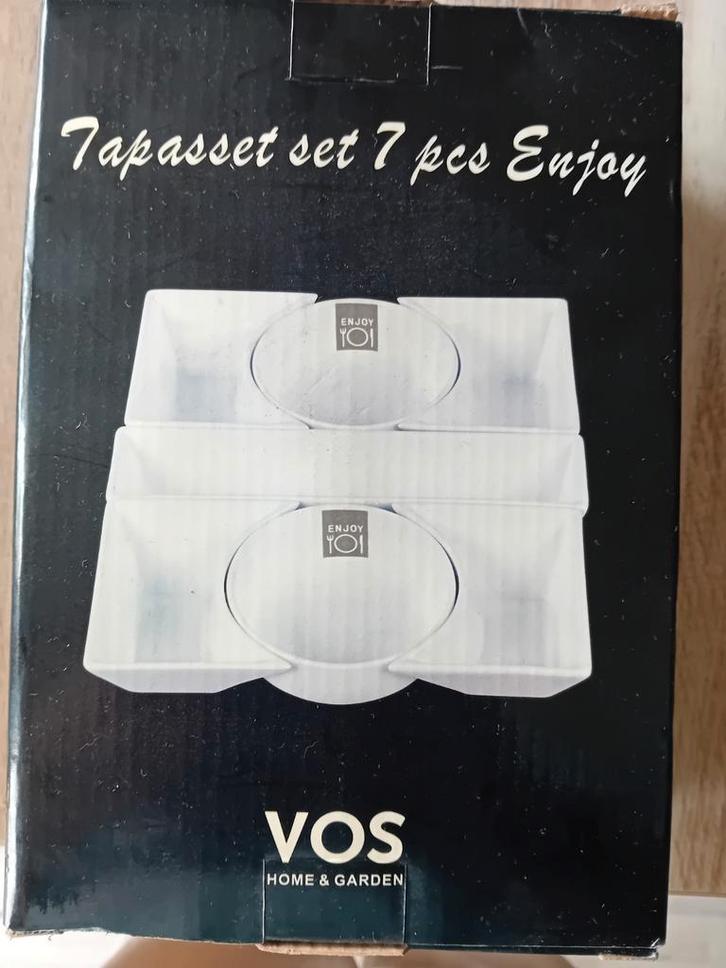 Tapasset set 7 pcs Enjoy
ENJOY
ENJOY
VOS
HOME & GARDEN